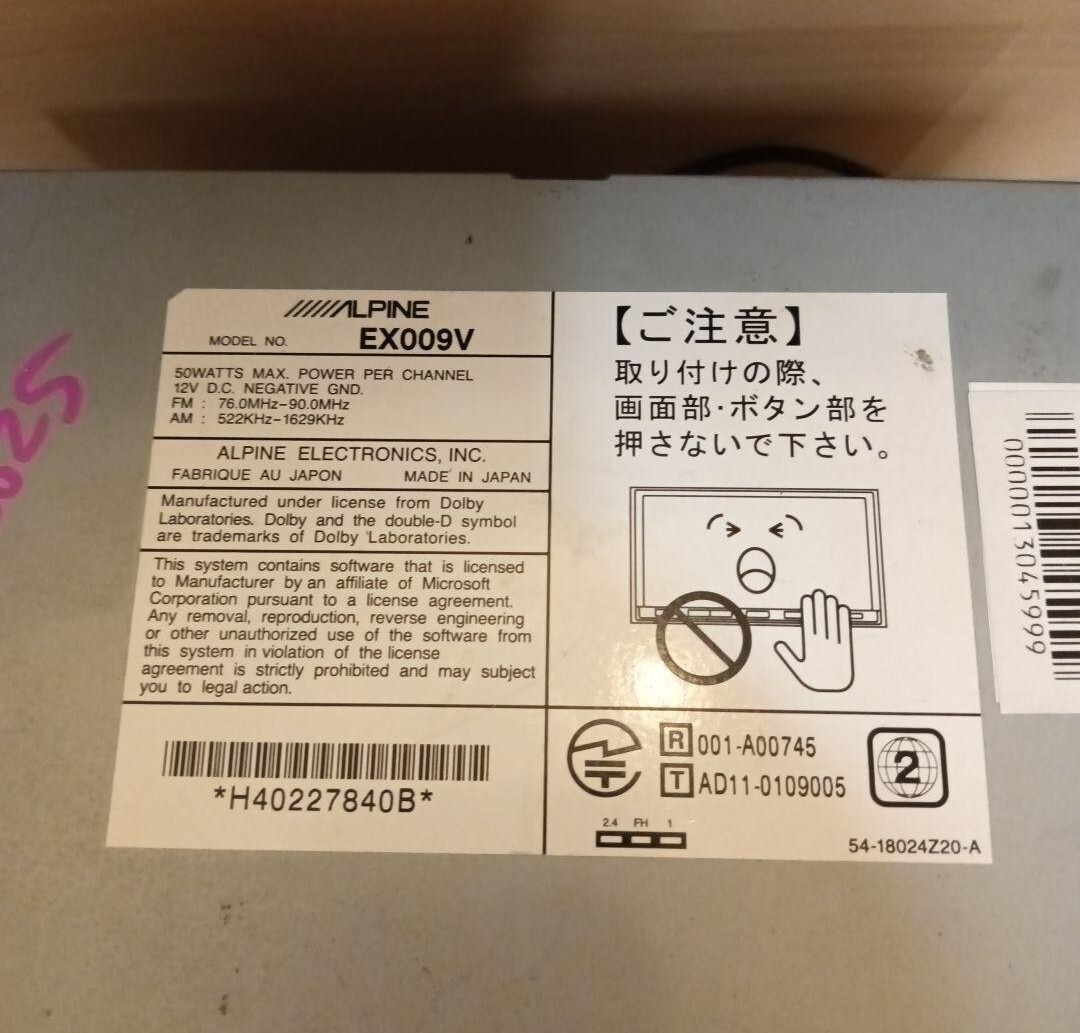 ALPINE
MODEL NO. EX009V
50WATTS MAX. POWER PER CHANNEL
12V D.C. NEGATIVE GND.
FM : 76.0MHz-90.0MHz
AM : 522KHz-1629KHz
ALPINE ELECTRONICS, INC.
FABRIQUE AU JAPON MADE IN JAPAN
Manufactured under license from Dolby
Laboratories. Dolby and the double-D symbol
are trademarks of Dolby Laboratories.
This system contains software that is licensed
to Manufacturer by an affiliate of Microsoft
Corporation pursuant to a license agreement.
Any removal, reproduction, reverse engineering
or other unauthorized use of the software from
this system in violation of the license
agreement is strictly prohibited and may subject
you to legal action.
*H40227840B*
【ご注意】
取り付けの際、
画面部・ボタン部を
押さないで下さい。
R 001-A00745
T AD11-0109005
2
2.4 FH 1
54-18024Z20-A
0000013045999